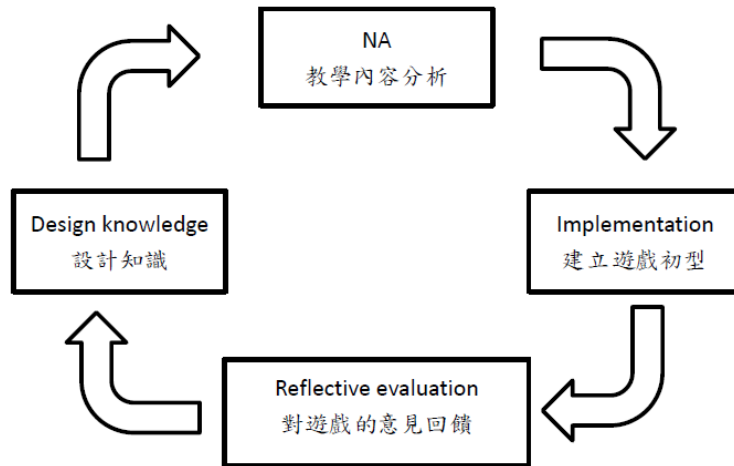 NA
教學內容分析
Implementation
建立遊戲初型
Reflective evaluation
對遊戲的意見回饋
Design knowledge
設計知識